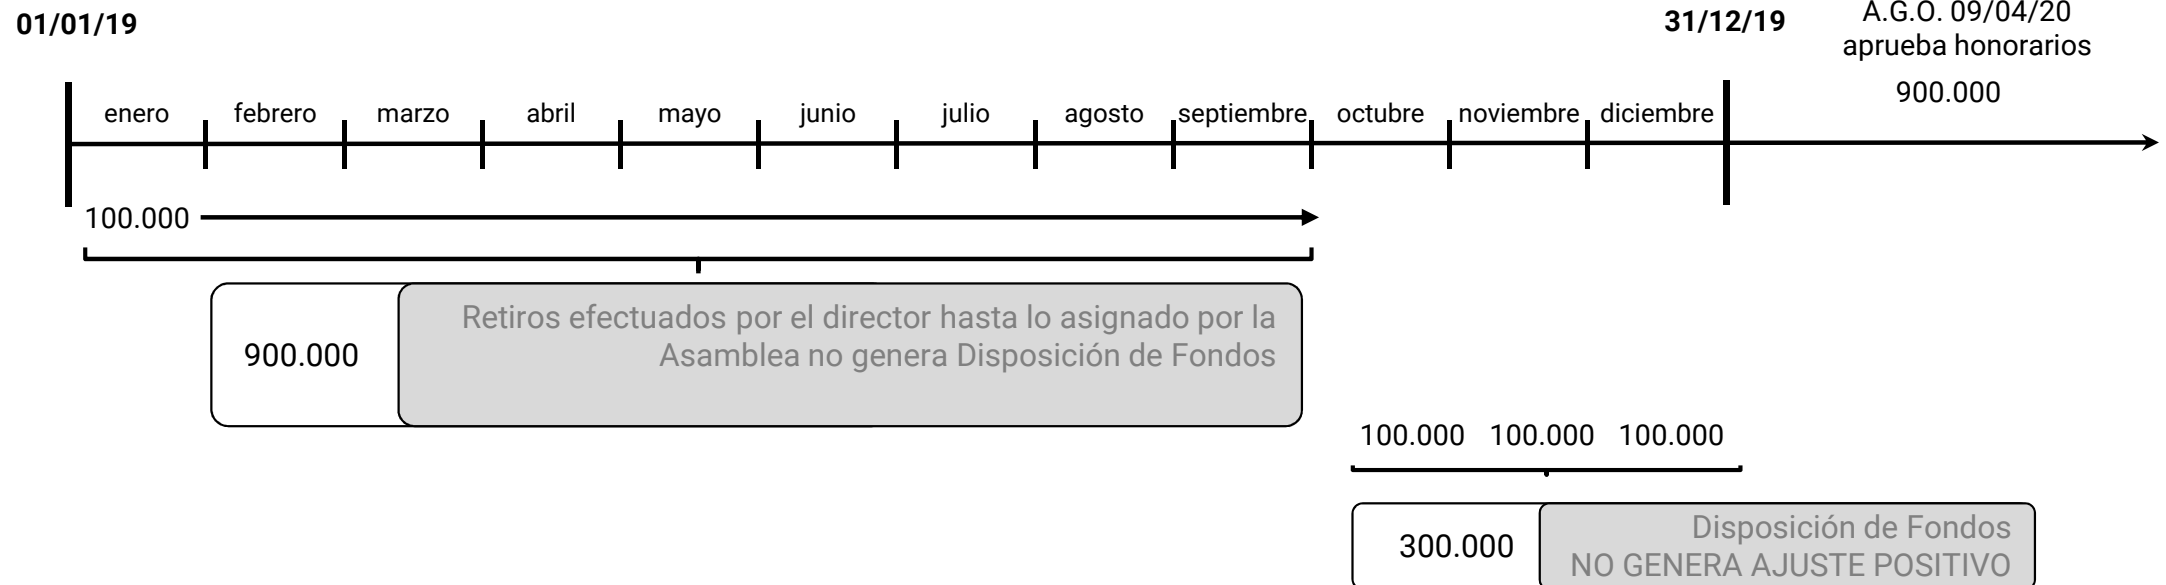 01/01/19
31/12/19
A.G.O. 09/04/20
aprueba honorarios
900.000
enero febrero marzo abril mayo junio julio agosto septiembre octubre noviembre diciembre
100.000
900.000
Retiros efectuados por el director hasta lo asignado por la
Asamblea no genera Disposición de Fondos
100.000 100.000 100.000
300.000
Disposición de Fondos
NO GENERA AJUSTE POSITIVO